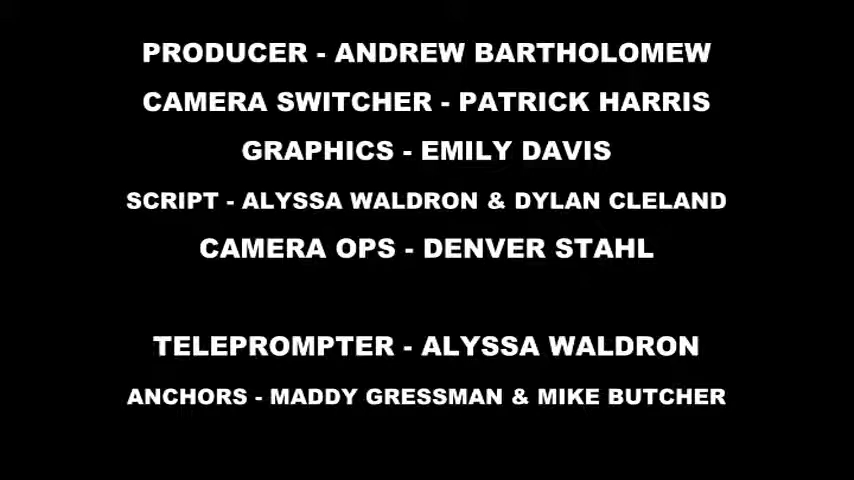 PRODUCER - ANDREW BARTHOLOMEW
CAMERA SWITCHER - PATRICK HARRIS
GRAPHICS - EMILY DAVIS
SCRIPT - ALYSSA WALDRON & DYLAN CLELAND
CAMERA OPS - DENVER STAHL
TELEPROMPTER - ALYSSA WALDRON
ANCHORS - MADDY GRESSMAN & MIKE BUTCHER